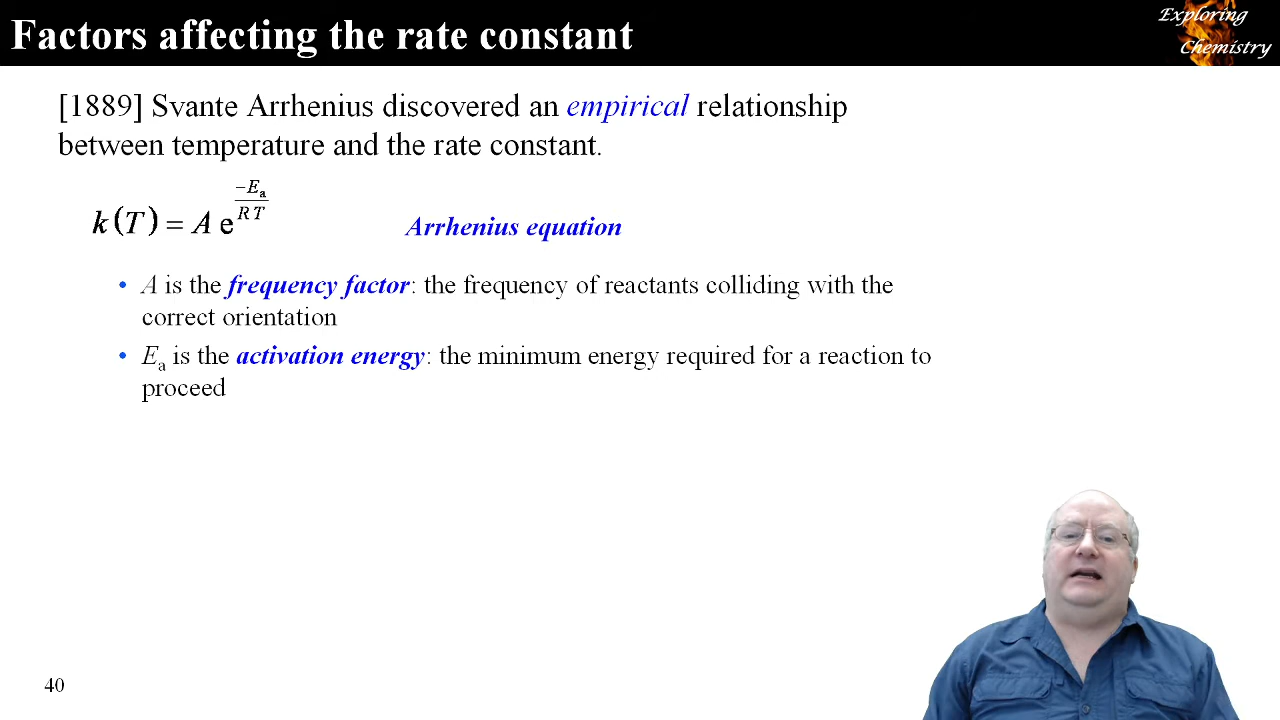 Factors affecting the rate constant
Exploring
Chemistry
[1889] Svante Arrhenius discovered an empirical relationship
between temperature and the rate constant.
k(T) = A e^(−Eₐ/RT)
Arrhenius equation
• A is the frequency factor: the frequency of reactants colliding with the
correct orientation
• Eₐ is the activation energy: the minimum energy required for a reaction to
proceed
40